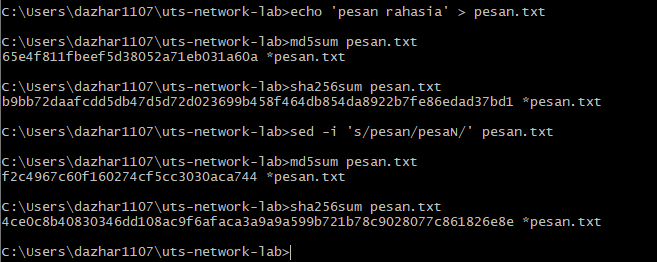 C:\Users\dazhar1107\uts-network-lab>echo 'pesan rahasia' > pesan.txt
C:\Users\dazhar1107\uts-network-lab>md5sum pesan.txt
65e4f811fbeef5d38052a71eb031a60a *pesan.txt
C:\Users\dazhar1107\uts-network-lab>sha256sum pesan.txt
b9bb72daafcdd5db47d5d72d023699b458f464db854da8922b7fe86edad37bd1 *pesan.txt
C:\Users\dazhar1107\uts-network-lab>sed -i 's/pesan/pesaN/' pesan.txt
C:\Users\dazhar1107\uts-network-lab>md5sum pesan.txt
f2c4967c60f160274cf5cc3030aca744 *pesan.txt
C:\Users\dazhar1107\uts-network-lab>sha256sum pesan.txt
4ce0c8b40830346dd108ac9f6afaca3a9a9a599b721b78c9028077c861826e8e *pesan.txt
C:\Users\dazhar1107\uts-network-lab>